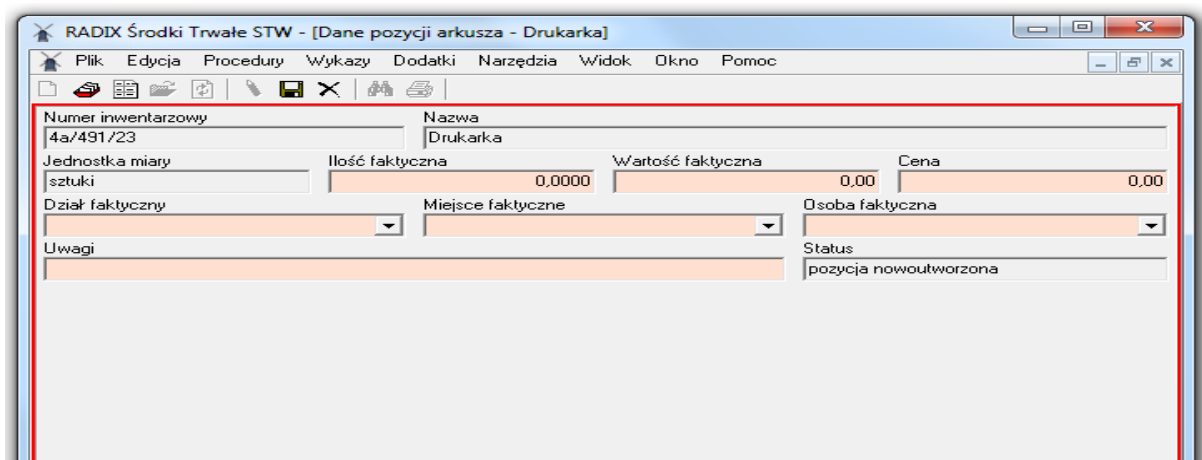 RADIX Środki Trwałe STW - [Dane pozycji arkusza - Drukarka]
Plik Edycja Procedury Wykazy Dodatki Narzędzia Widok Okno Pomoc
Numer inwentarzowy Nazwa
4a/491/23 Drukarka
Jednostka miary Ilość faktyczna Wartość faktyczna Cena
sztuki 0,0000 0,00 0,00
Dział faktyczny Miejsce faktyczne Osoba faktyczna
Uwagi Status
pozycja nowoutworzona